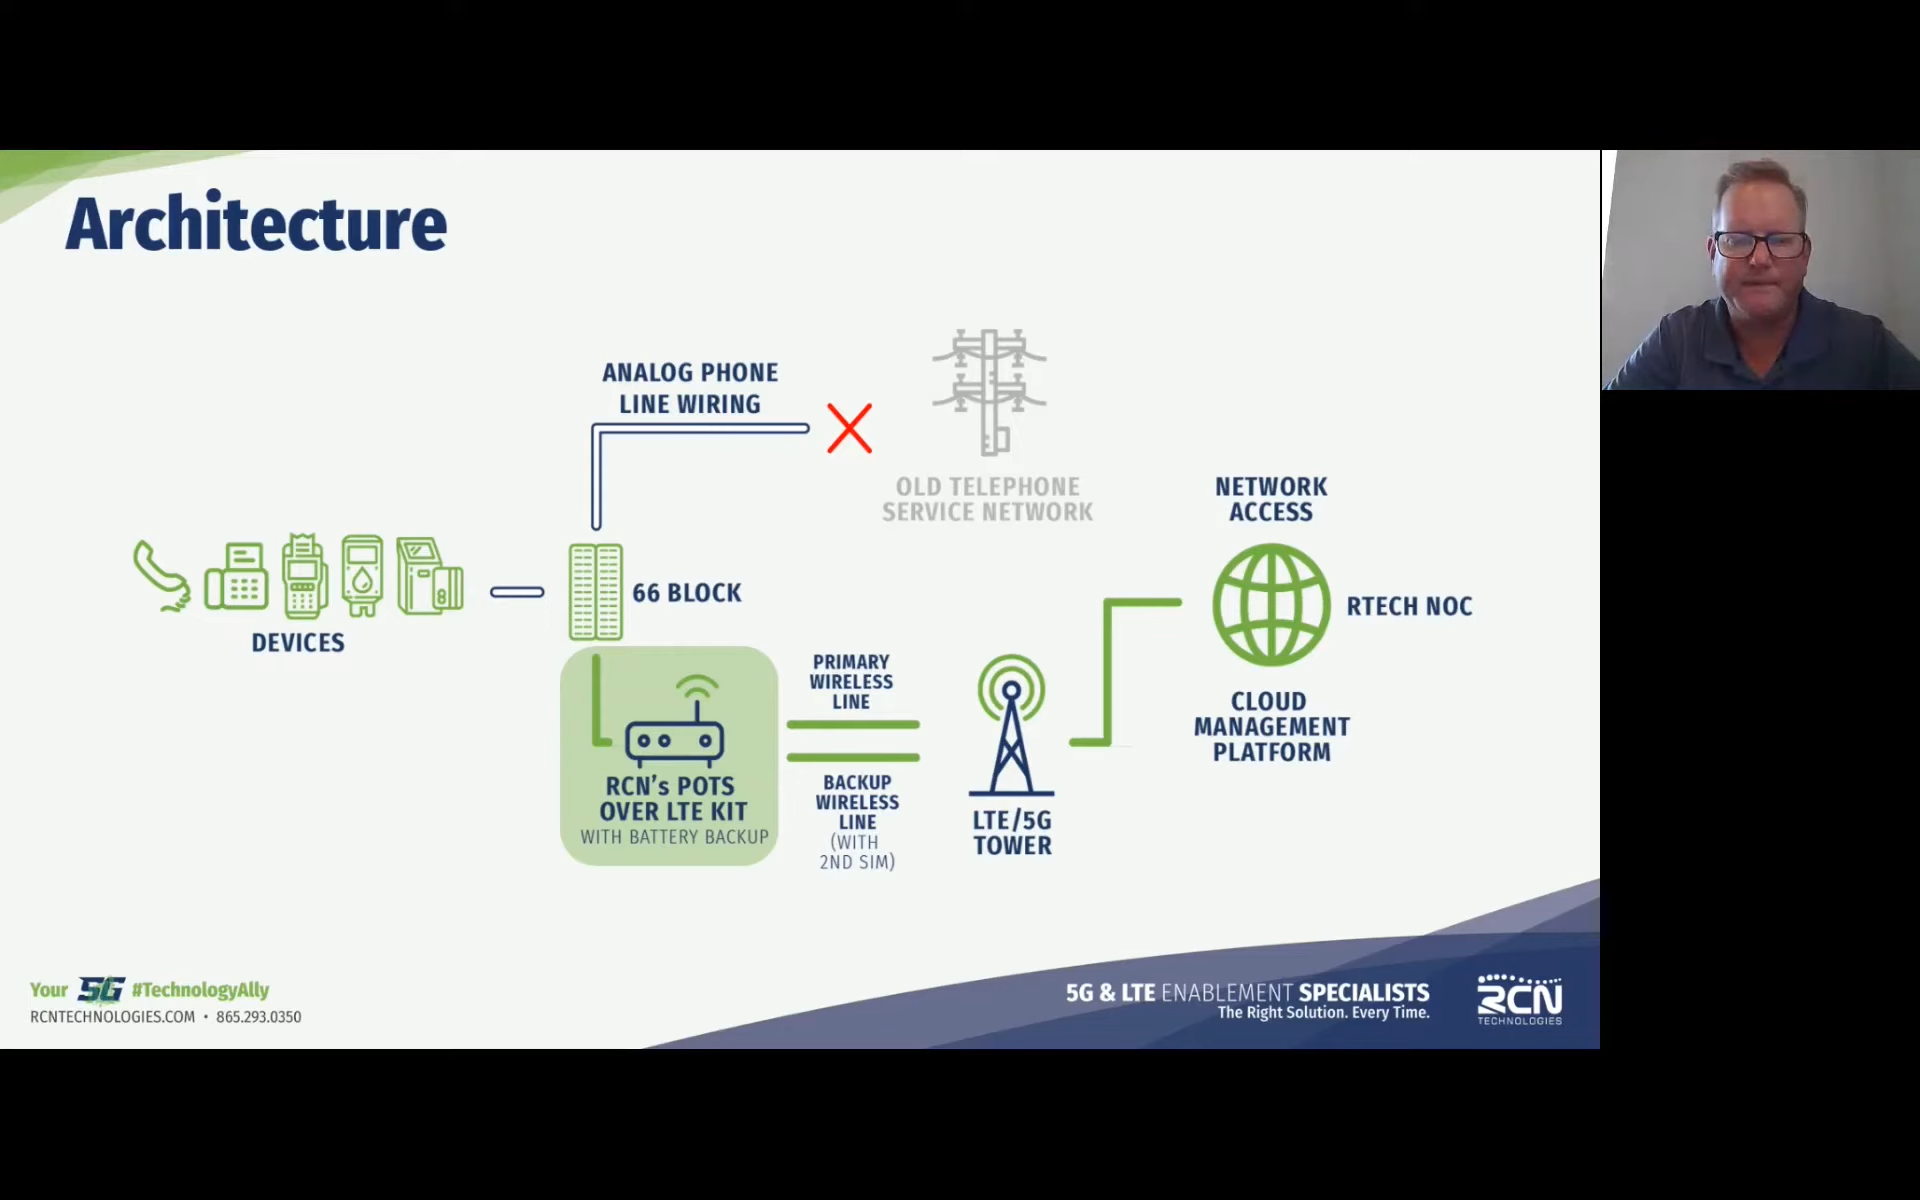 Architecture
ANALOG PHONE
LINE WIRING
OLD TELEPHONE
SERVICE NETWORK
NETWORK
ACCESS
DEVICES
66 BLOCK
RTECH NOC
PRIMARY
WIRELESS
LINE
CLOUD
MANAGEMENT
PLATFORM
RCN's POTS
OVER LTE KIT
WITH BATTERY BACKUP
BACKUP
WIRELESS
LINE
(WITH
2ND SIM)
LTE/5G
TOWER
Your 5G #TechnologyAlly
RCNTECHNOLOGIES.COM • 865.293.0350
5G & LTE ENABLEMENT SPECIALISTS
The Right Solution. Every Time.
RCN
TECHNOLOGIES